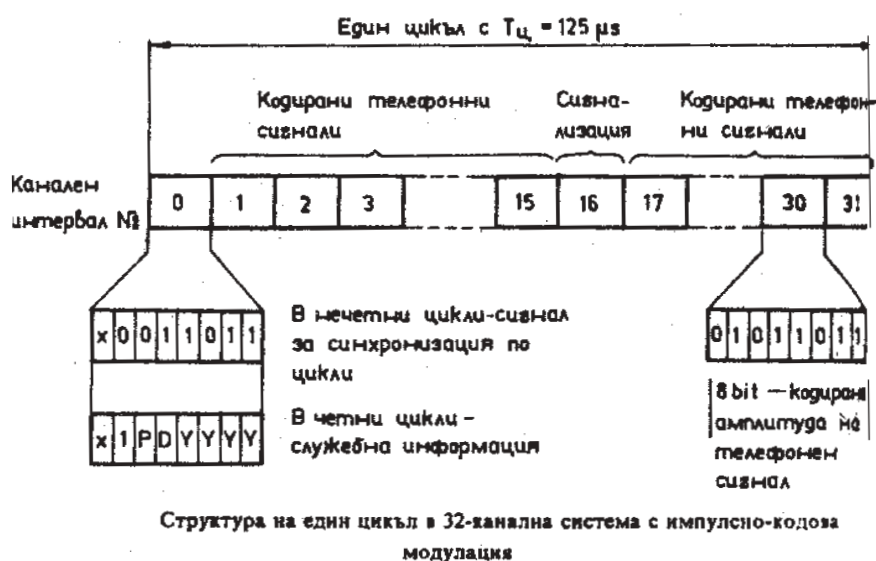 Един цикъл с Tц = 125 μs
Кодирани телефонни
сигнали
Сигна-
лизация
Кодирани телефон-
ни сигнали
Канален
интервал №
0 1 2 3 15 16 17 30 31
x 0 0 1 1 0 1 1
В нечетни цикли-сигнал
за синхронизация по
цикли
0 1 0 1 1 0 1 1
x 1 P D Y Y Y Y
В четни цикли -
служебна информация
8 bit — кодирана
амплитуда на
телефонен
сигнал
Структура на един цикъл в 32-канална система с импулсно-кодова
модулация